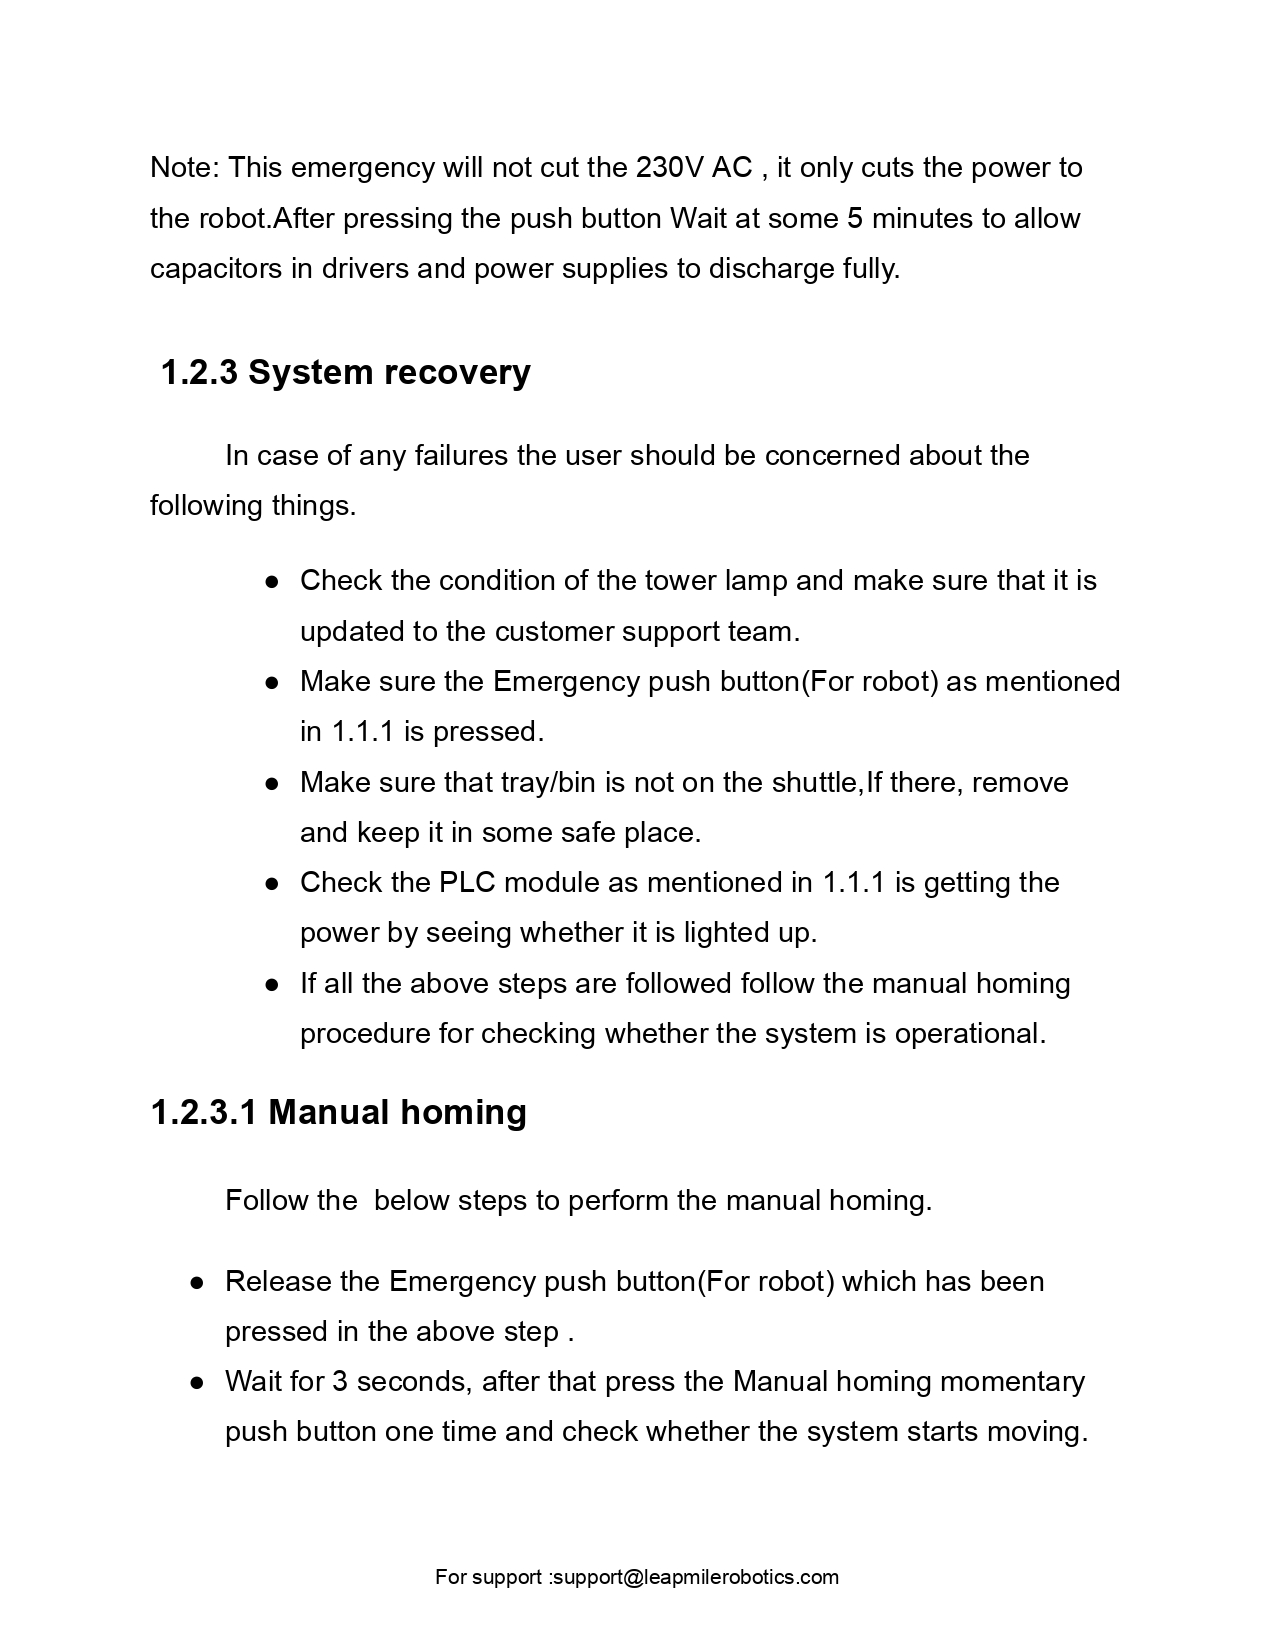 Note: This emergency will not cut the 230V AC , it only cuts the power to
the robot.After pressing the push button Wait at some 5 minutes to allow
capacitors in drivers and power supplies to discharge fully.
1.2.3 System recovery
In case of any failures the user should be concerned about the
following things.
● Check the condition of the tower lamp and make sure that it is
updated to the customer support team.
● Make sure the Emergency push button(For robot) as mentioned
in 1.1.1 is pressed.
● Make sure that tray/bin is not on the shuttle,If there, remove
and keep it in some safe place.
● Check the PLC module as mentioned in 1.1.1 is getting the
power by seeing whether it is lighted up.
● If all the above steps are followed follow the manual homing
procedure for checking whether the system is operational.
1.2.3.1 Manual homing
Follow the  below steps to perform the manual homing.
● Release the Emergency push button(For robot) which has been
pressed in the above step .
● Wait for 3 seconds, after that press the Manual homing momentary
push button one time and check whether the system starts moving.
For support :support@leapmilerobotics.com